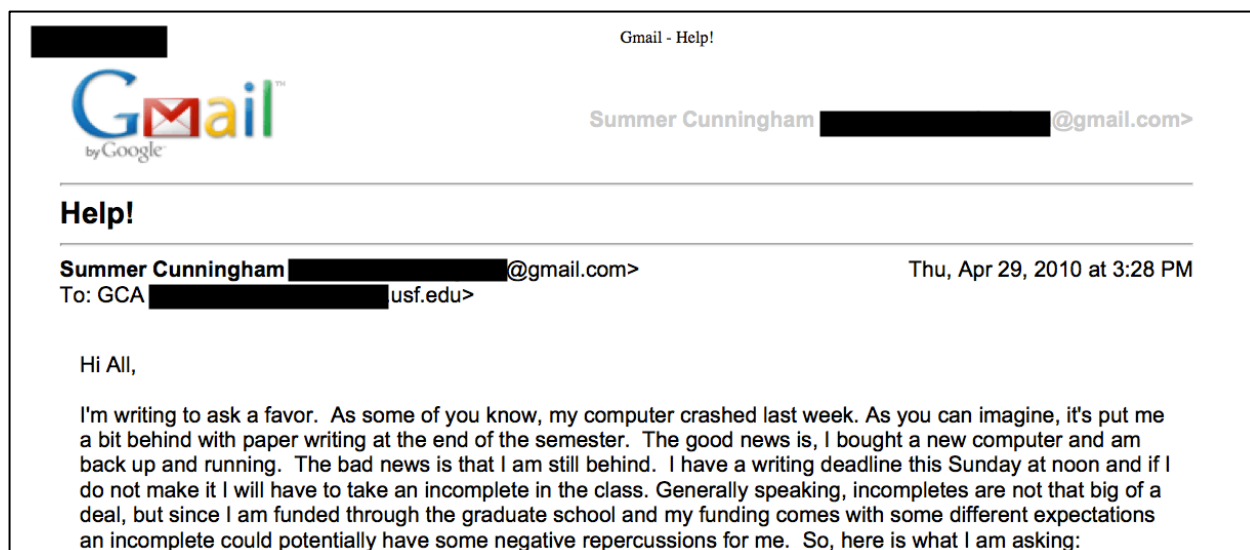 Gmail - Help!
Gmail™
by Google™
Summer Cunningham @gmail.com>
Help!
Summer Cunningham @gmail.com> Thu, Apr 29, 2010 at 3:28 PM
To: GCA .usf.edu>
Hi All,
I'm writing to ask a favor. As some of you know, my computer crashed last week. As you can imagine, it's put me
a bit behind with paper writing at the end of the semester. The good news is, I bought a new computer and am
back up and running. The bad news is that I am still behind. I have a writing deadline this Sunday at noon and if I
do not make it I will have to take an incomplete in the class. Generally speaking, incompletes are not that big of a
deal, but since I am funded through the graduate school and my funding comes with some different expectations
an incomplete could potentially have some negative repercussions for me. So, here is what I am asking: